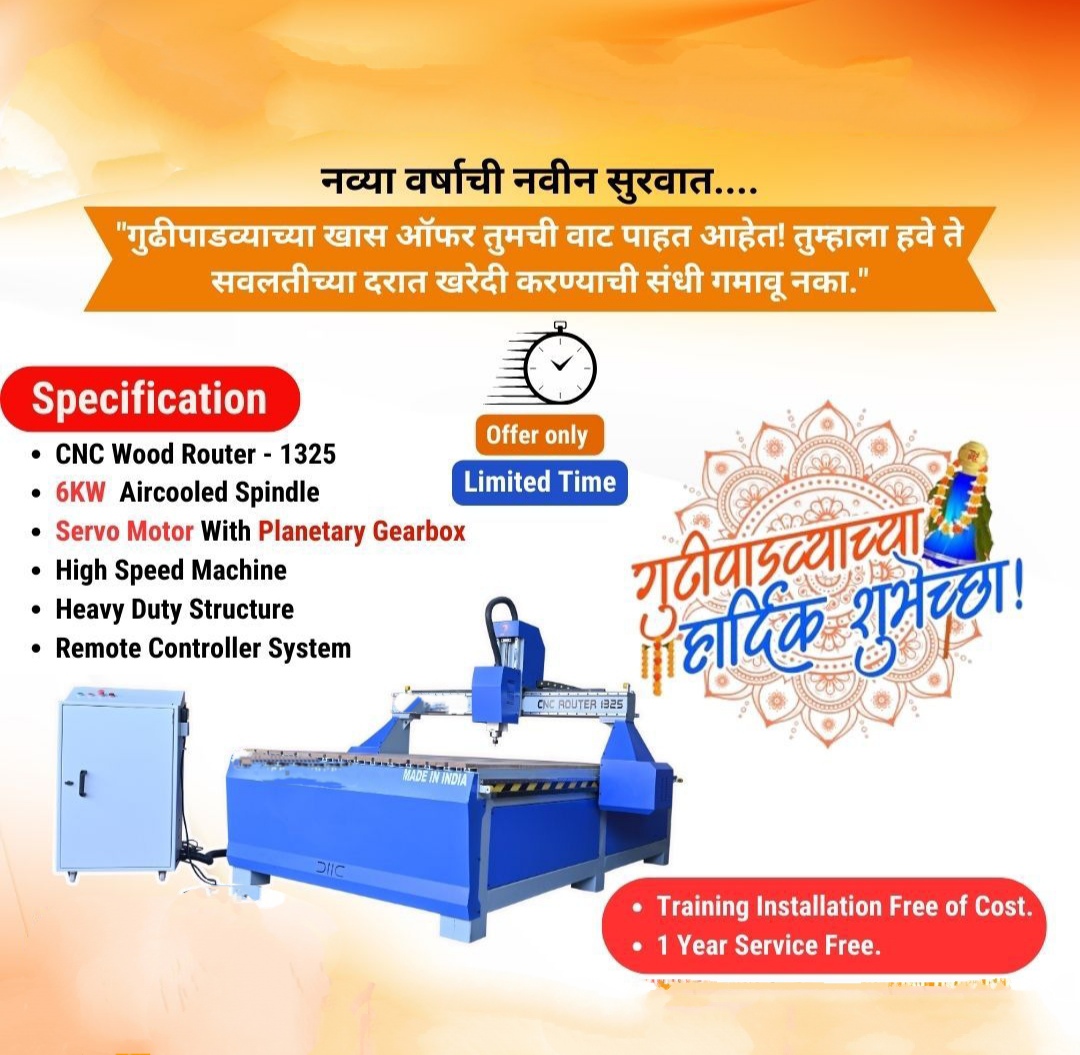 नव्या वर्षाची नवीन सुरवात....
"गुढीपाडव्याच्या खास ऑफर तुमची वाट पाहत आहेत! तुम्हाला हवे ते
सवलतीच्या दरात खरेदी करण्याची संधी गमावू नका."
Specification
• CNC Wood Router - 1325
• 6KW Aircooled Spindle
• Servo Motor With Planetary Gearbox
• High Speed Machine
• Heavy Duty Structure
• Remote Controller System
Offer only
Limited Time
गुढीपाडव्याच्या
हार्दिक शुभेच्छा!
CNC ROUTER 1325
MADE IN INDIA
• Training Installation Free of Cost.
• 1 Year Service Free.